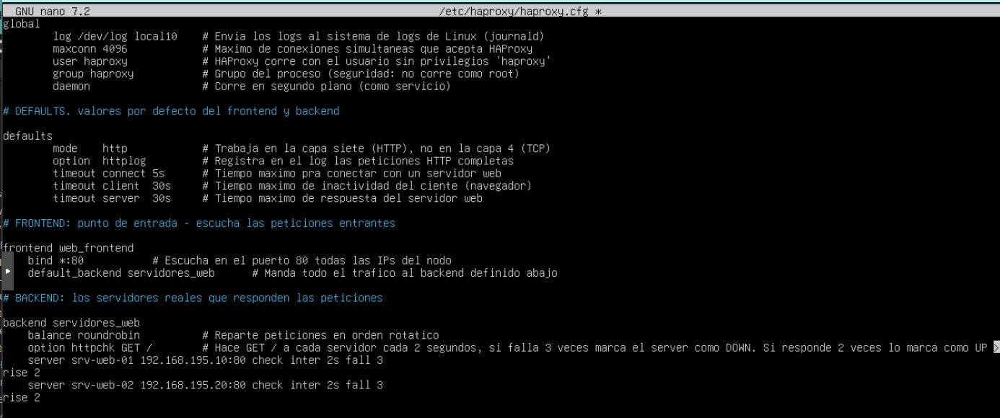 GNU nano 7.2 /etc/haproxy/haproxy.cfg *
global
log /dev/log local10 # Envia los logs al sistema de logs de Linux (journald)
maxconn 4096 # Maximo de conexiones simultaneas que acepta HAProxy
user haproxy # HAProxy corre con el usuario sin privilegios 'haproxy'
group haproxy # Grupo del proceso (seguridad: no corre como root)
daemon # Corre en segundo plano (como servicio)
# DEFAULTS. valores por defecto del frontend y backend
defaults
mode http # Trabaja en la capa siete (HTTP), no en la capa 4 (TCP)
option httplog # Registra en el log las peticiones HTTP completas
timeout connect 5s # Tiempo maximo pra conectar con un servidor web
timeout client 30s # Tiempo maximo de inactividad del ciente (navegador)
timeout server 30s # Tiempo maximo de respuesta del servidor web
# FRONTEND: punto de entrada - escucha las peticiones entrantes
frontend web_frontend
bind *:80 # Escucha en el puerto 80 todas las IPs del nodo
default_backend servidores_web # Manda todo el trafico al backend definido abajo
# BACKEND: los servidores reales que responden las peticiones
backend servidores_web
balance roundrobin # Reparte peticiones en orden rotatico
option httpchk GET / # Hace GET / a cada servidor cada 2 segundos, si falla 3 veces marca el server como DOWN. Si responde 2 veces lo marca como UP >
server srv-web-01 192.168.195.10:80 check inter 2s fall 3
rise 2
server srv-web-02 192.168.195.20:80 check inter 2s fall 3
rise 2